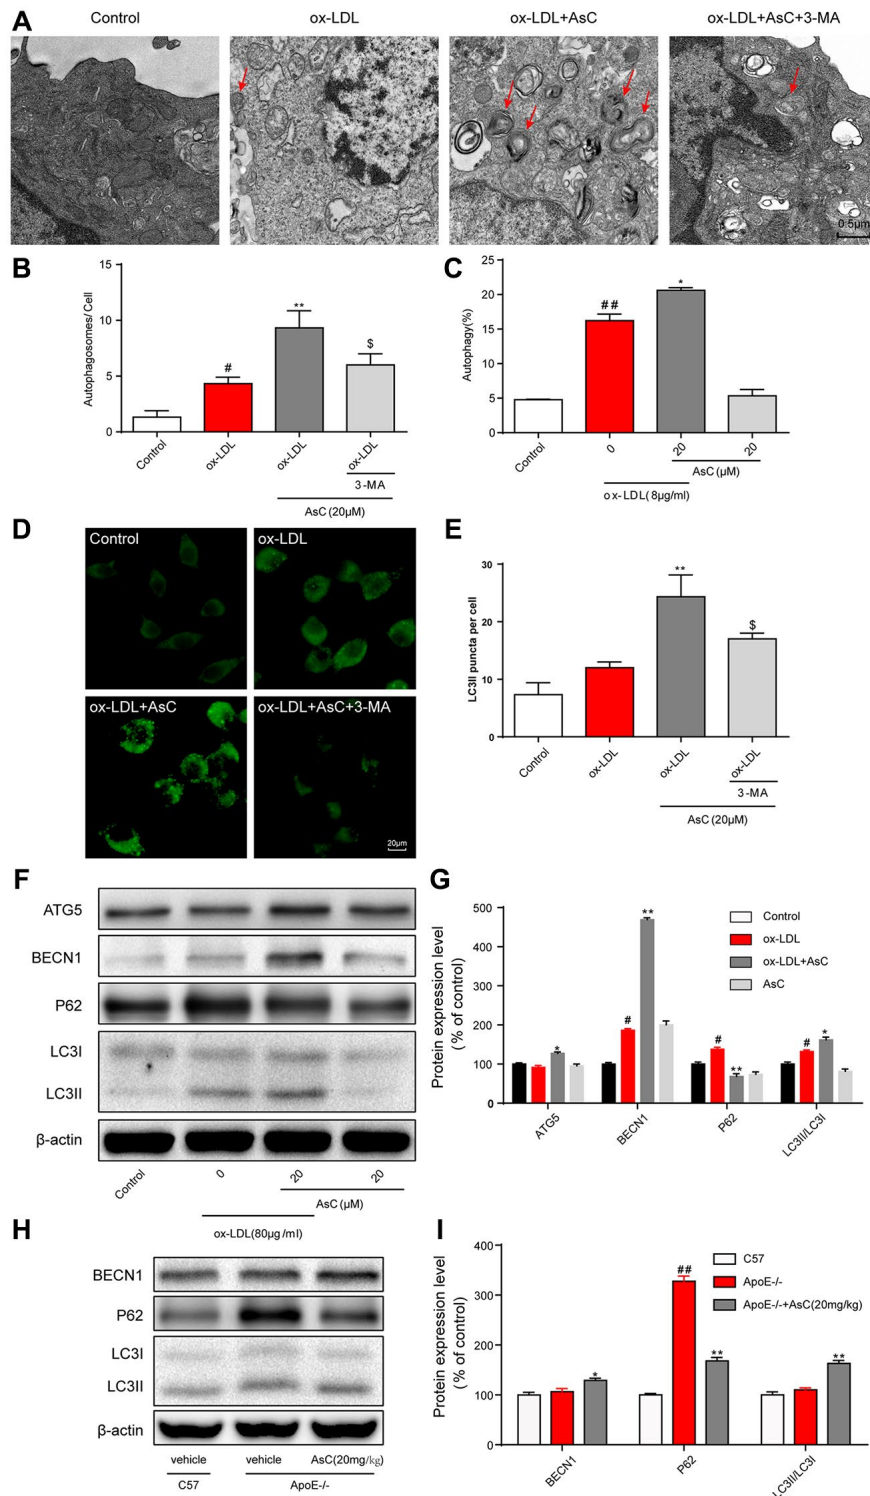 A
Control
ox-LDL
ox-LDL+AsC
ox-LDL+AsC+3-MA
0.5μm
B
Autophagosomes/ Cell
15
10
5
0
#
**
$
Control
ox-LDL
ox-LDL
ox-LDL
3-MA
AsC(20μM)
C
Autophagy(%)
25
20
15
10
5
0
##
*
Control
0
20
20
AsC (μM)
ox-LDL(8μg/ml)
D
Control
ox-LDL
ox-LDL+AsC
ox-LDL+AsC+3-MA
20μm
E
LC3II puncta per cell
30
20
10
0
**
$
Control
ox-LDL
ox-LDL
ox-LDL
3-MA
AsC(20μM)
F
ATG5
BECN1
P62
LC3I
LC3II
β-actin
Control
0
20
20
AsC (μM)
ox-LDL(80μg/ml)
G
Protein expression level
( % of control)
500
400
300
200
100
0
Control
ox-LDL
ox-LDL+AsC
AsC
*
#
**
#
**
#
*
ATG5
BECN1
P62
LC3II/LC3I
H
BECN1
P62
LC3I
LC3II
β-actin
vehicle
vehicle
AsC(20mg/kg)
C57
ApoE-/-
I
Protein expression level
( % of control)
400
300
200
100
0
C57
ApoE-/-
ApoE-/-+AsC(20mg/kg)
*
##
**
**
BECN1
P62
LC3II/LC3I